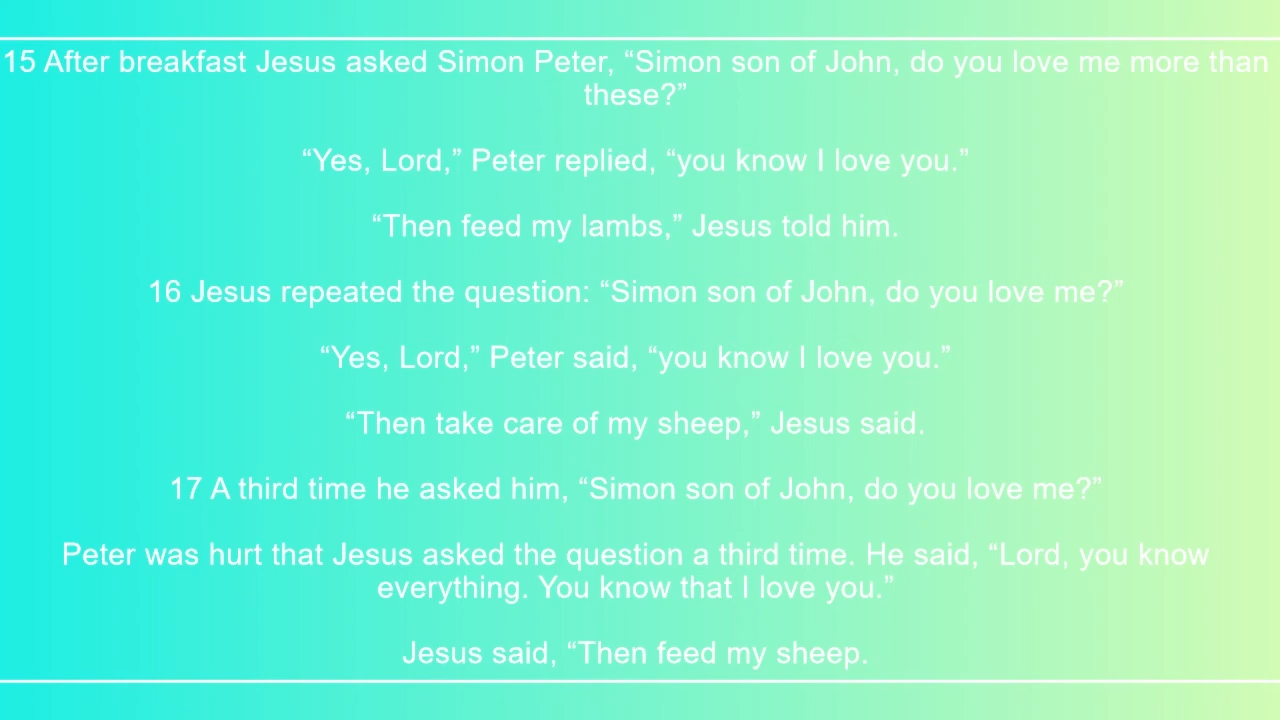 15 After breakfast Jesus asked Simon Peter, “Simon son of John, do you love me more than
these?”
“Yes, Lord,” Peter replied, “you know I love you.”
“Then feed my lambs,” Jesus told him.
16 Jesus repeated the question: “Simon son of John, do you love me?”
“Yes, Lord,” Peter said, “you know I love you.”
“Then take care of my sheep,” Jesus said.
17 A third time he asked him, “Simon son of John, do you love me?”
Peter was hurt that Jesus asked the question a third time. He said, “Lord, you know
everything. You know that I love you.”
Jesus said, “Then feed my sheep.